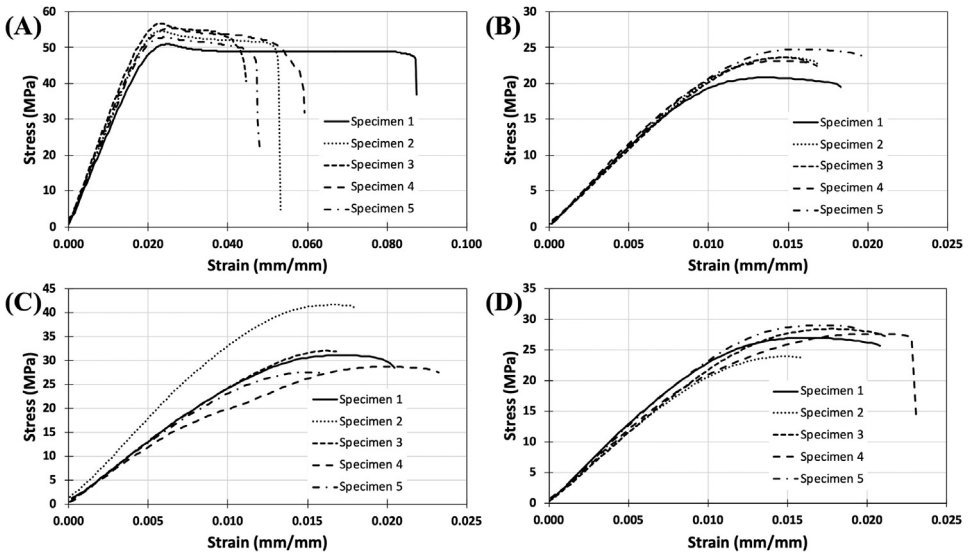 (A)
60
50
40
30
20
10
0
Stress (MPa)
Specimen 1
Specimen 2
Specimen 3
Specimen 4
Specimen 5
0.000 0.020 0.040 0.060 0.080 0.100
Strain (mm/mm)
(B)
30
25
20
15
10
5
0
Stress (MPa)
Specimen 1
Specimen 2
Specimen 3
Specimen 4
Specimen 5
0.000 0.005 0.010 0.015 0.020 0.025
Strain (mm/mm)
(C)
45
40
35
30
25
20
15
10
5
0
Stress (MPa)
Specimen 1
Specimen 2
Specimen 3
Specimen 4
Specimen 5
0.000 0.005 0.010 0.015 0.020 0.025
Strain (mm/mm)
(D)
35
30
25
20
15
10
5
0
Stress (MPa)
Specimen 1
Specimen 2
Specimen 3
Specimen 4
Specimen 5
0.000 0.005 0.010 0.015 0.020 0.025
Strain (mm/mm)